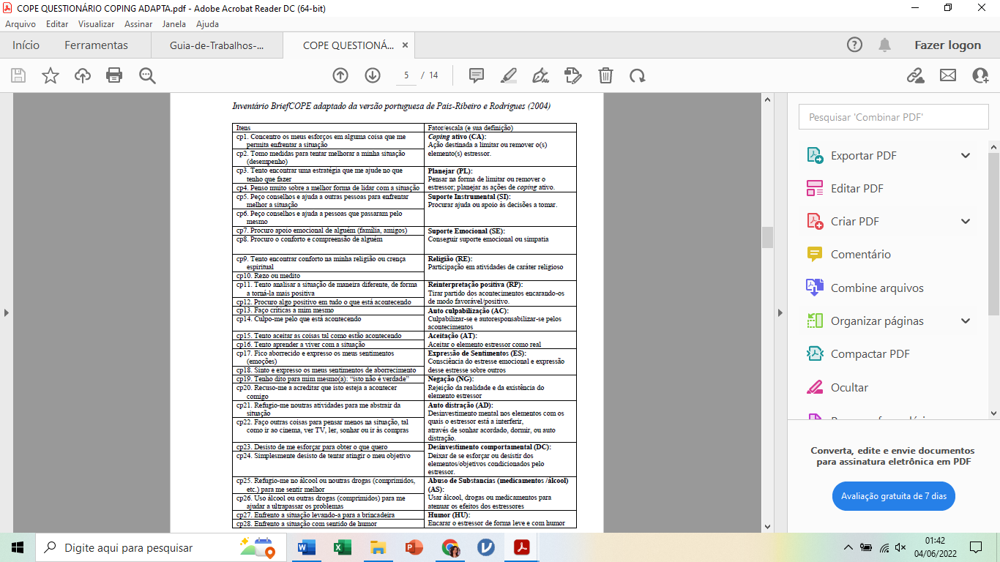 COPE QUESTIONÁRIO COPING ADAPTA.pdf - Adobe Acrobat Reader DC (64-bit)
Arquivo Editar Visualizar Assinar Janela Ajuda
Início Ferramentas Guia-de-Trabalhos-... COPE QUESTIONÁ... × Fazer logon
5 / 14
Inventário BriefCOPE adaptado da versão portuguesa de Pais-Ribeiro e Rodrigues (2004)
Itens
Fator/escala (e sua definição)
cp1. Concentro os meus esforços em alguma coisa que me
permita enfrentar a situação
cp2. Tomo medidas para tentar melhorar a minha situação
(desempenho)
Coping ativo (CA):
Ação destinada a limitar ou remover o(s)
elemento(s) estressor.
cp3. Tento encontrar uma estratégia que me ajude no que
tenho que fazer
cp4. Penso muito sobre a melhor forma de lidar com a situação
Planejar (PL):
Pensar na forma de limitar ou remover o
estressor; planejar as ações de coping ativo.
cp5. Peço conselhos e ajuda a outras pessoas para enfrentar
melhor a situação
cp6. Peço conselhos e ajuda a pessoas que passaram pelo
mesmo
Suporte Instrumental (SI):
Procurar ajuda ou apoio às decisões a tomar.
cp7. Procuro apoio emocional de alguém (família, amigos)
cp8. Procuro o conforto e compreensão de alguém
Suporte Emocional (SE):
Conseguir suporte emocional ou simpatia
cp9. Tento encontrar conforto na minha religião ou crença
espiritual
cp10. Rezo ou medito
Religião (RE):
Participação em atividades de caráter religioso
cp11. Tento analisar a situação de maneira diferente, de forma
a torná-la mais positiva
cp12. Procuro algo positivo em tudo o que está acontecendo
Reinterpretação positiva (RP):
Tirar partido dos acontecimentos encarando-os
de modo favorável/positivo.
cp13. Faço críticas a mim mesmo
cp14. Culpo-me pelo que está acontecendo
Auto culpabilização (AC):
Culpabilizar-se e autoresponsabilizar-se pelos
acontecimentos
cp15. Tento aceitar as coisas tal como estão acontecendo
cp16. Tento aprender a viver com a situação
Aceitação (AT):
Aceitar o elemento estressor como real
cp17. Fico aborrecido e expresso os meus sentimentos
(emoções)
cp18. Sinto e expresso os meus sentimentos de aborrecimento
Expressão de Sentimentos (ES):
Consciência do estresse emocional e expressão
desse estresse sobre outros
cp19. Tenho dito para mim mesmo(a): “isto não é verdade”
cp20. Recuso-me a acreditar que isto esteja a acontecer
comigo
Negação (NG):
Rejeição da realidade e da existência do
elemento estressor
cp21. Refugio-me noutras atividades para me abstrair da
situação
cp22. Faço outras coisas para pensar menos na situação, tal
como ir ao cinema, ver TV, ler, sonhar ou ir às compras
Auto distração (AD):
Desinvestimento mental nos elementos com os
quais o estressor está a interferir,
através de sonhar acordado, dormir, ou auto
distração.
cp23. Desisto de me esforçar para obter o que quero
cp24. Simplesmente desisto de tentar atingir o meu objetivo
Desinvestimento comportamental (DC):
Deixar de se esforçar ou desistir dos
elementos/objetivos condicionados pelo
estressor.
cp25. Refugio-me no álcool ou noutras drogas (comprimidos,
etc.) para me sentir melhor
cp26. Uso álcool ou outras drogas (comprimidos) para me
ajudar a ultrapassar os problemas
Abuso de Substancias (medicamentos /álcool)
(AS):
Usar álcool, drogas ou medicamentos para
atenuar os efeitos dos estressores
cp27. Enfrento a situação levando-a para a brincadeira
cp28. Enfrento a situação com sentido de humor
Humor (HU):
Encarar o estressor de forma leve e com humor
Pesquisar 'Combinar PDF'
Exportar PDF
Editar PDF
Criar PDF
Comentário
Combine arquivos
Organizar páginas
Compactar PDF
Ocultar
Converta, edite e envie documentos
para assinatura eletrônica em PDF
Avaliação gratuita de 7 dias
Digite aqui para pesquisar
01:42
04/06/2022